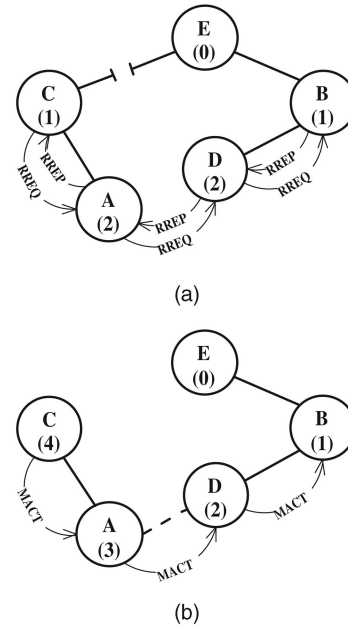 E
(0)
C
(1)
B
(1)
D
(2)
A
(2)
RREP
RREQ
RREP
RREQ
RREP
RREQ
(a)
E
(0)
C
(4)
B
(1)
D
(2)
A
(3)
MACT
MACT
MACT
(b)